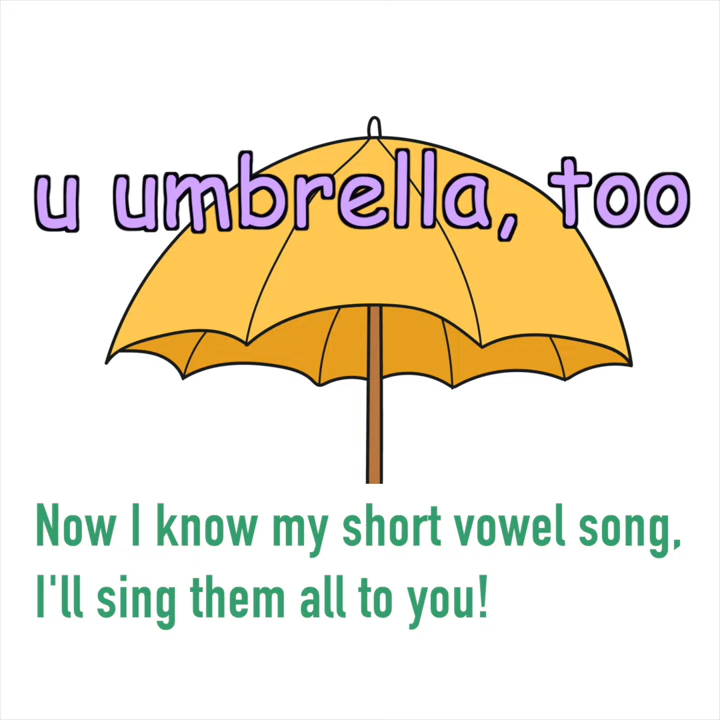 u umbrella, too
Now I know my short vowel song,
I'll sing them all to you!